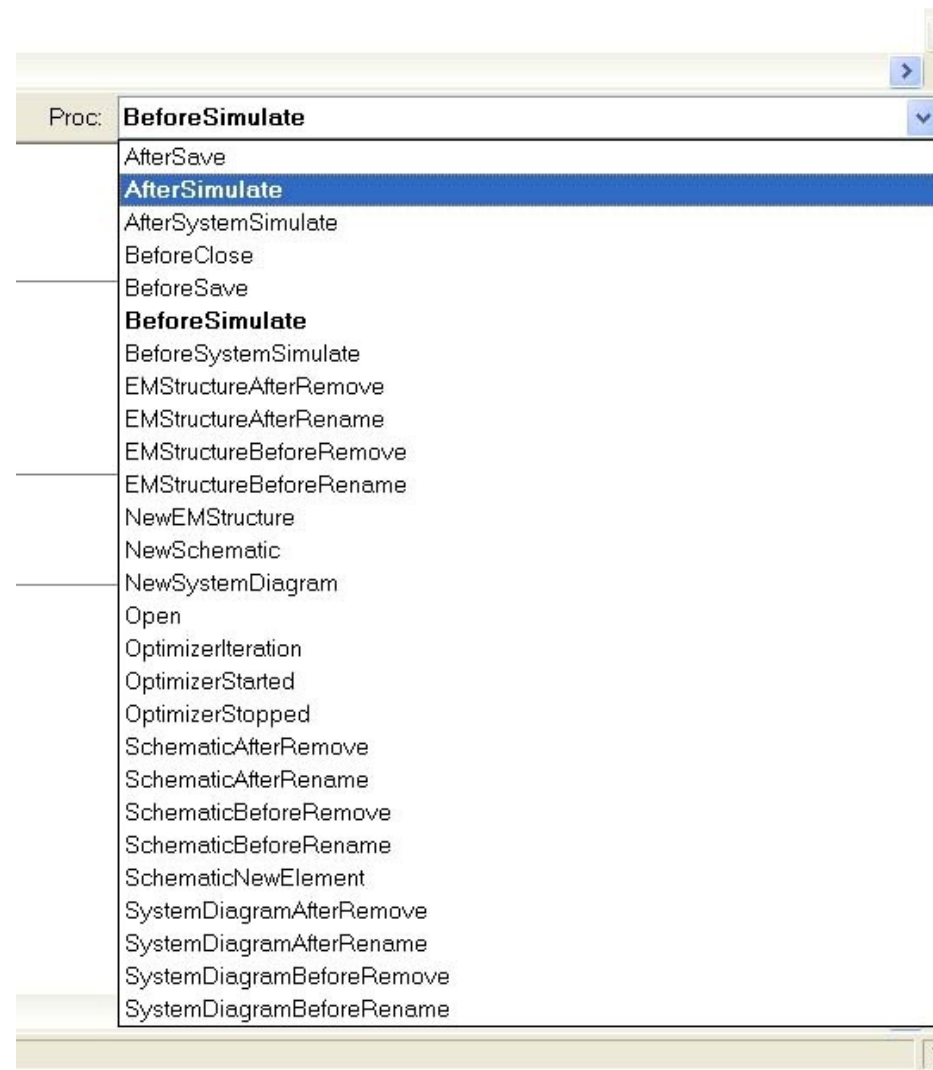 Proc: BeforeSimulate
AfterSave
AfterSimulate
AfterSystemSimulate
BeforeClose
BeforeSave
BeforeSimulate
BeforeSystemSimulate
EMStructureAfterRemove
EMStructureAfterRename
EMStructureBeforeRemove
EMStructureBeforeRename
NewEMStructure
NewSchematic
NewSystemDiagram
Open
OptimizerIteration
OptimizerStarted
OptimizerStopped
SchematicAfterRemove
SchematicAfterRename
SchematicBeforeRemove
SchematicBeforeRename
SchematicNewElement
SystemDiagramAfterRemove
SystemDiagramAfterRename
SystemDiagramBeforeRemove
SystemDiagramBeforeRename